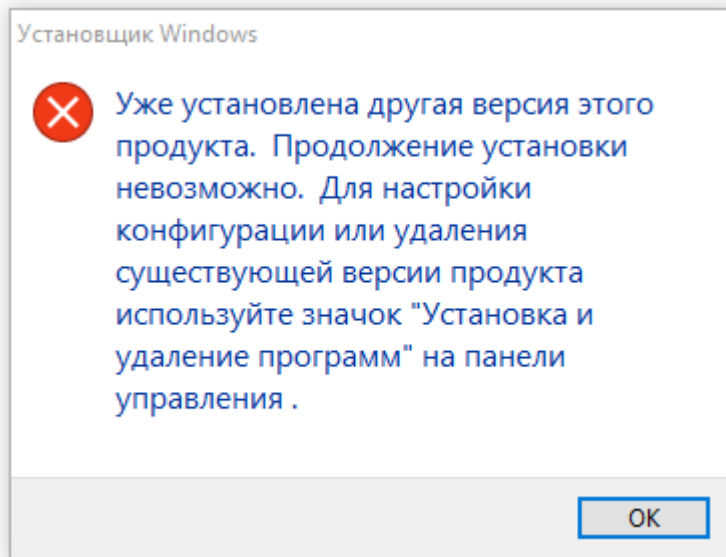 Установщик Windows
Уже установлена другая версия этого
продукта.  Продолжение установки
невозможно.  Для настройки
конфигурации или удаления
существующей версии продукта
используйте значок "Установка и
удаление программ" на панели
управления .
OK